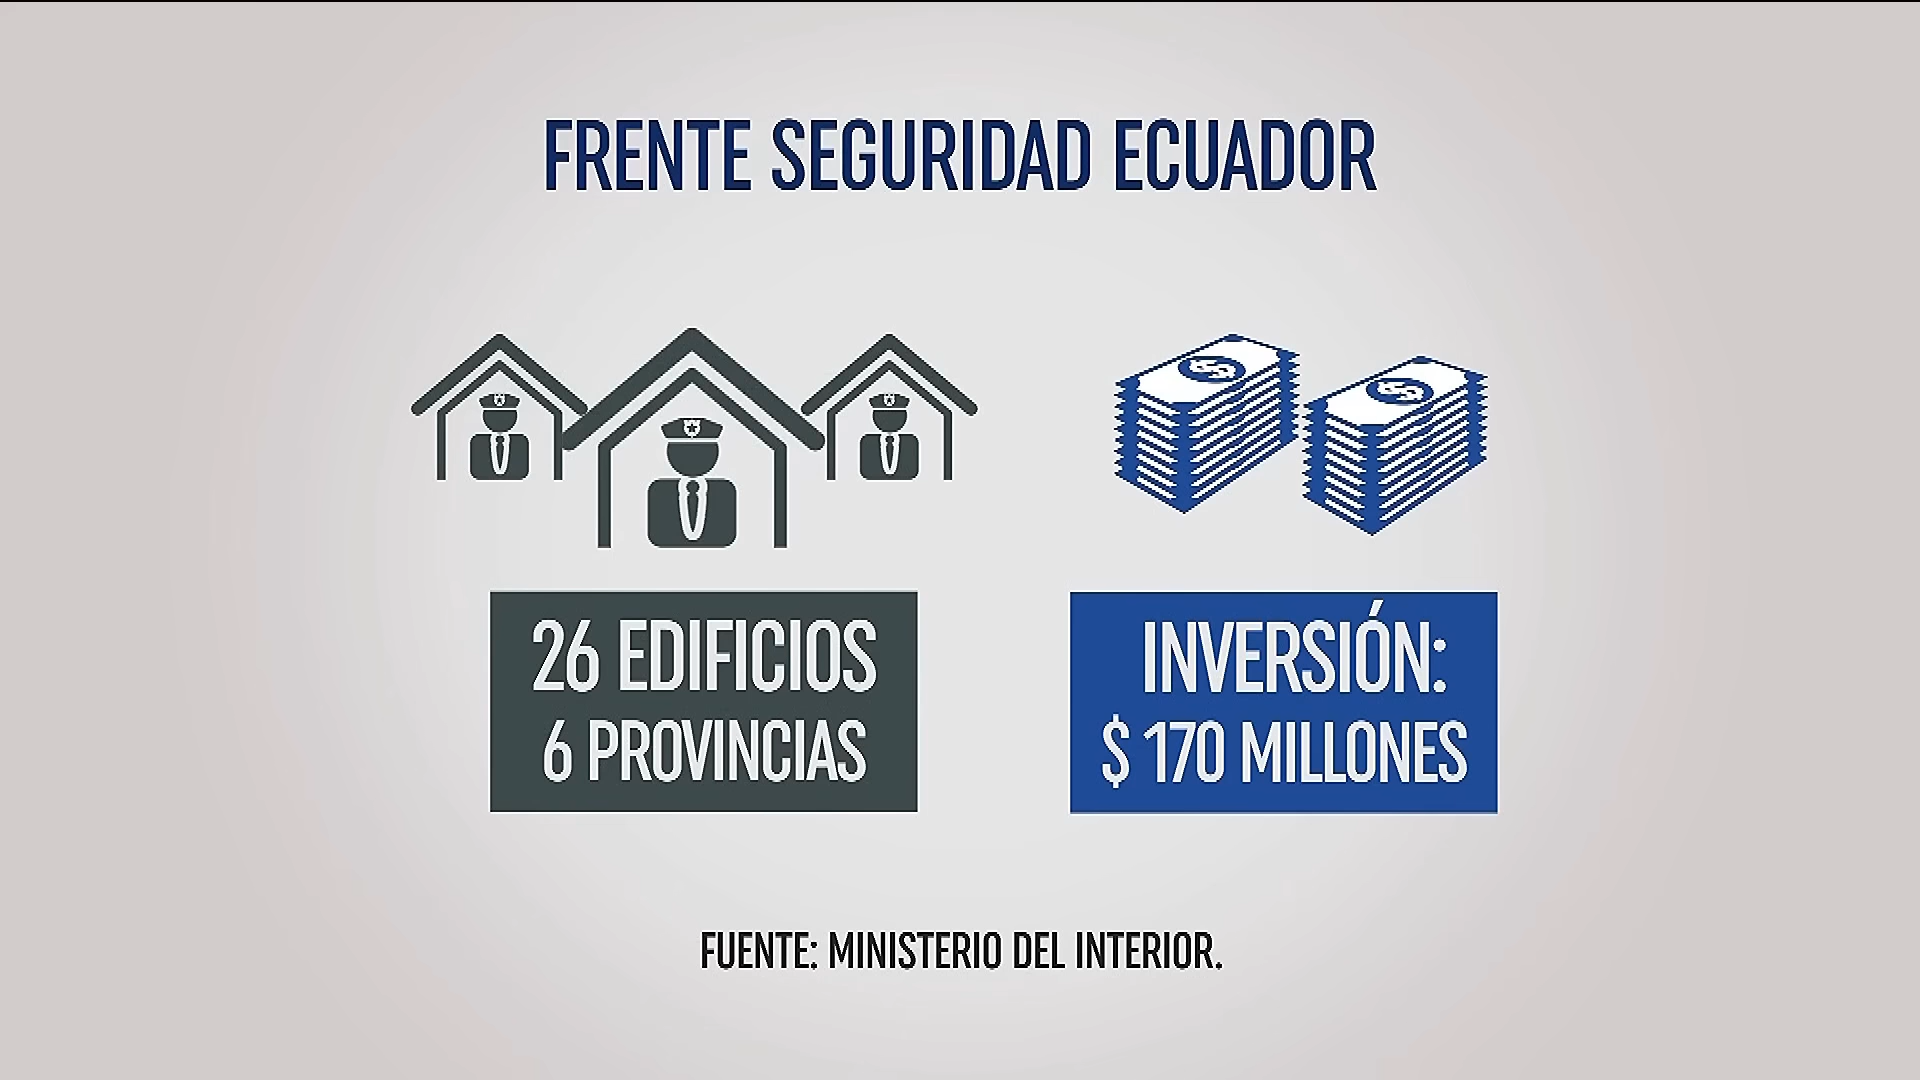 FRENTE SEGURIDAD ECUADOR
26 EDIFICIOS
6 PROVINCIAS
INVERSIÓN:
$ 170 MILLONES
FUENTE: MINISTERIO DEL INTERIOR.